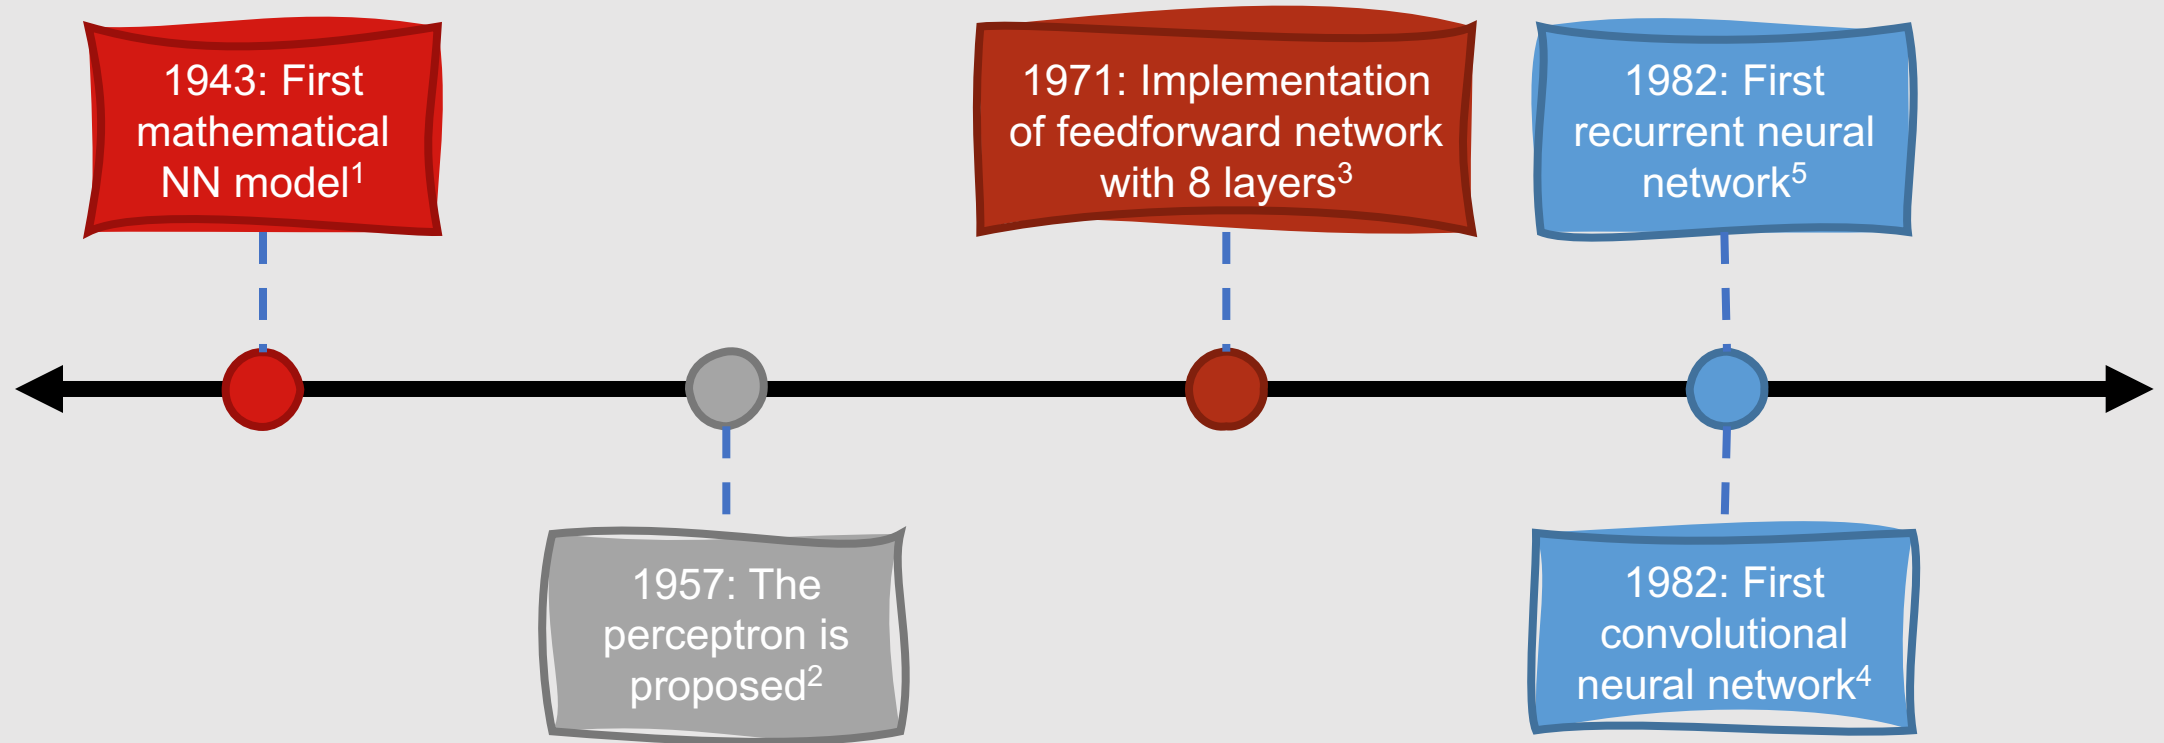 1943: First
mathematical
NN model¹
1957: The
perceptron is
proposed²
1971: Implementation
of feedforward network
with 8 layers³
1982: First
recurrent neural
network⁵
1982: First
convolutional
neural network⁴